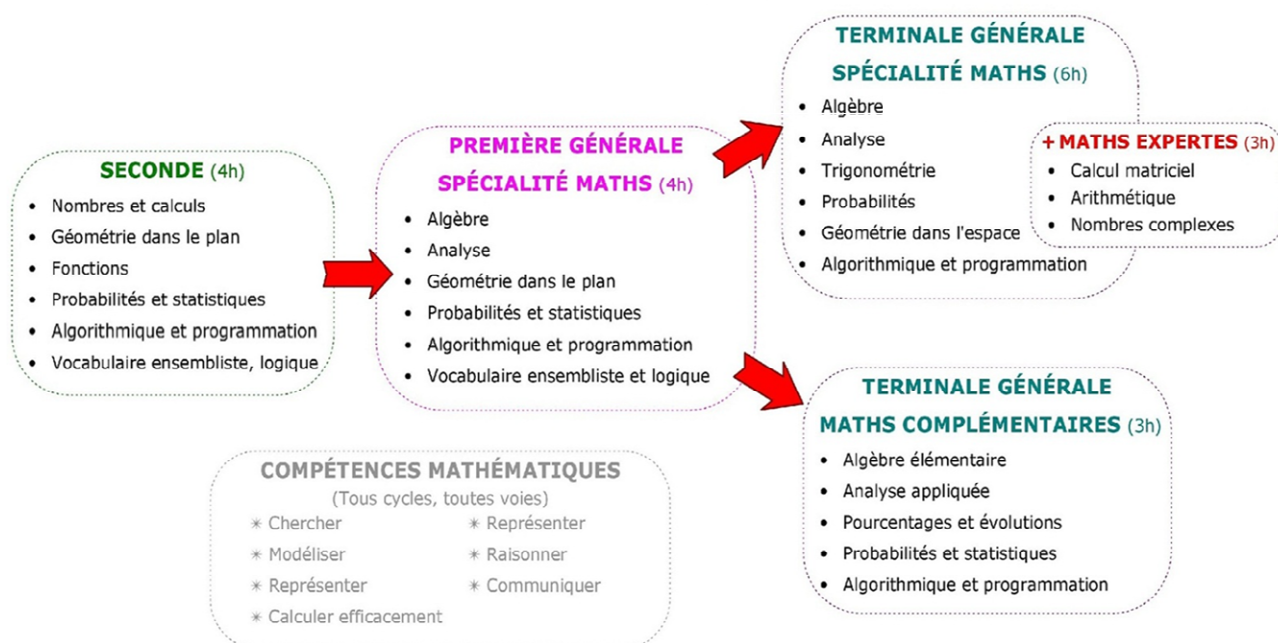 SECONDE (4h)
• Nombres et calculs
• Géométrie dans le plan
• Fonctions
• Probabilités et statistiques
• Algorithmique et programmation
• Vocabulaire ensembliste, logique
PREMIÈRE GÉNÉRALE
SPÉCIALITÉ MATHS (4h)
• Algèbre
• Analyse
• Géométrie dans le plan
• Probabilités et statistiques
• Algorithmique et programmation
• Vocabulaire ensembliste et logique
TERMINALE GÉNÉRALE
SPÉCIALITÉ MATHS (6h)
• Algèbre
• Analyse
• Trigonométrie
• Probabilités
• Géométrie dans l'espace
• Algorithmique et programmation
+ MATHS EXPERTES (3h)
• Calcul matriciel
• Arithmétique
• Nombres complexes
TERMINALE GÉNÉRALE
MATHS COMPLÉMENTAIRES (3h)
• Algèbre élémentaire
• Analyse appliquée
• Pourcentages et évolutions
• Probabilités et statistiques
• Algorithmique et programmation
COMPÉTENCES MATHÉMATIQUES
(Tous cycles, toutes voies)
✴ Chercher
✴ Modéliser
✴ Représenter
✴ Calculer efficacement
✴ Représenter
✴ Raisonner
✴ Communiquer